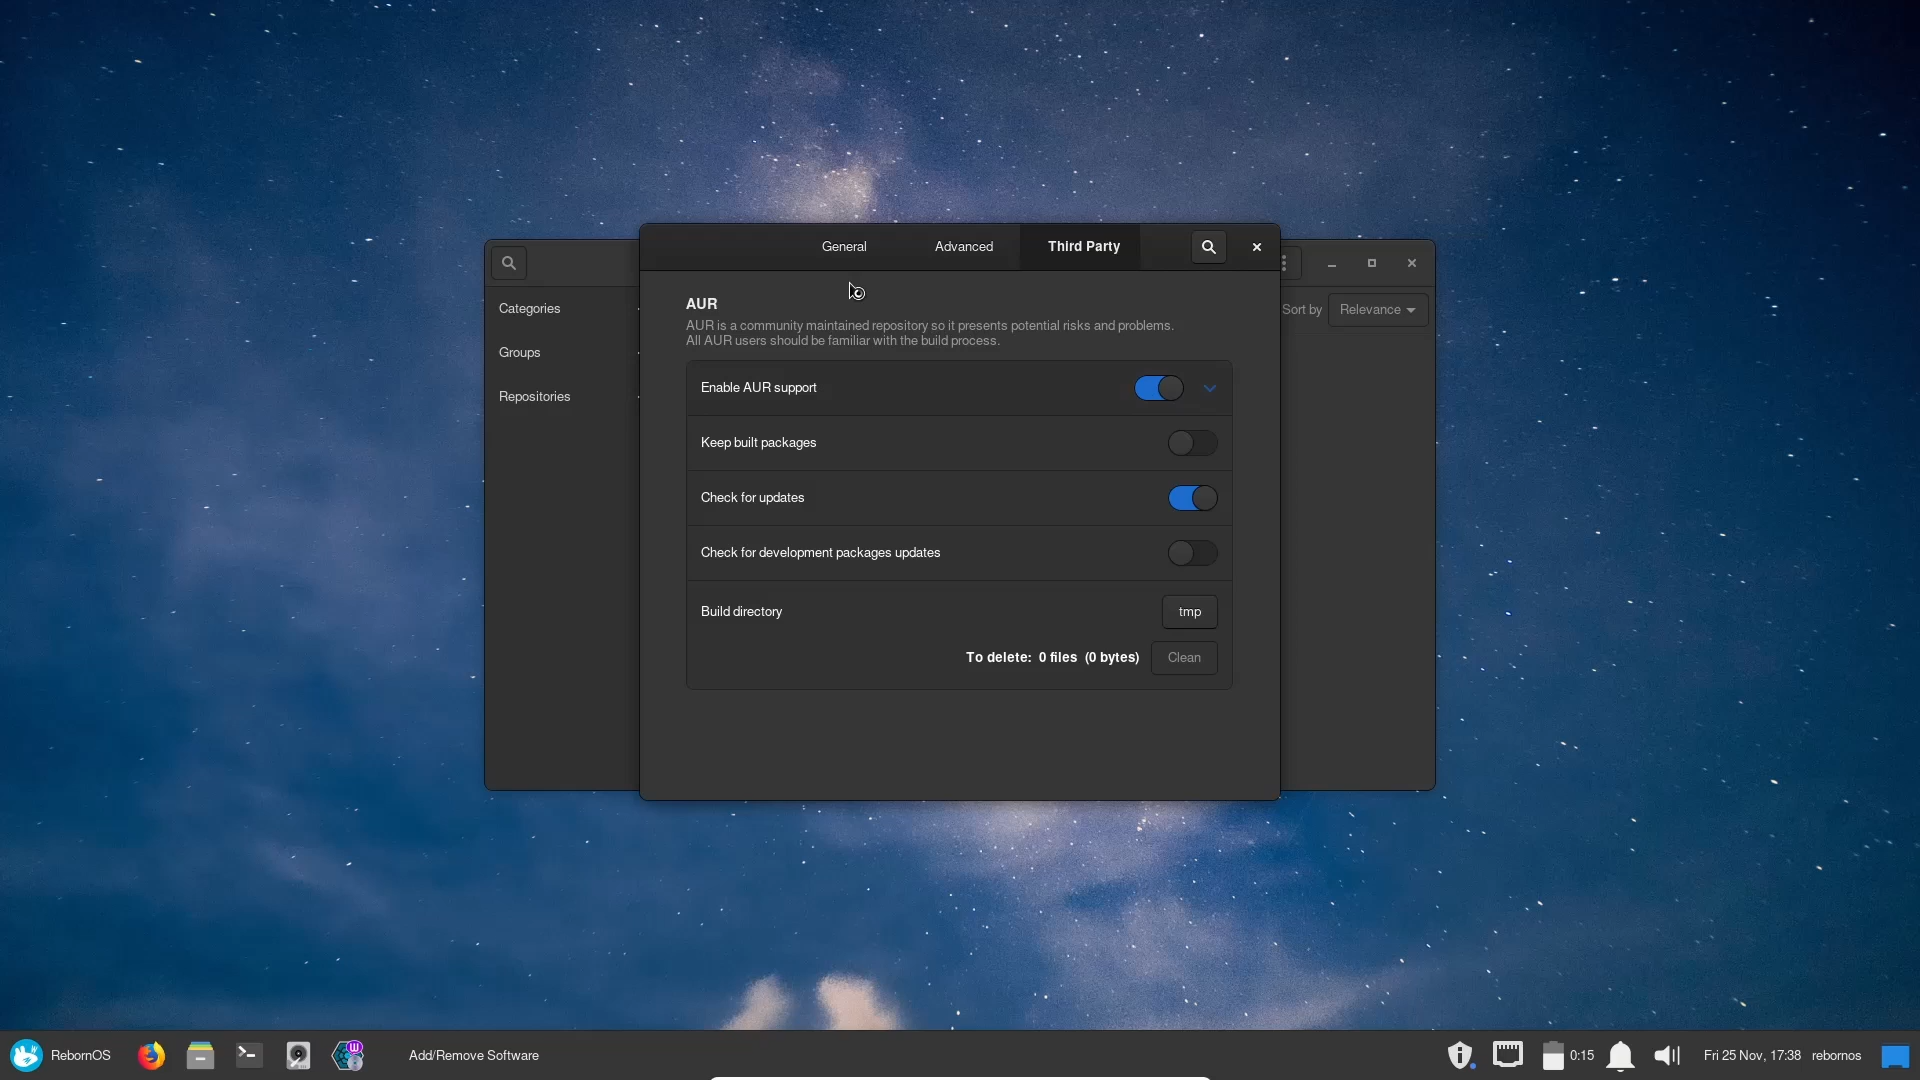 General
Advanced
Third Party
Categories
Groups
Repositories
Sort by
Relevance
AUR
AUR is a community maintained repository so it presents potential risks and problems.
All AUR users should be familiar with the build process.
Enable AUR support
Keep built packages
Check for updates
Check for development packages updates
Build directory
tmp
To delete: 0 files (0 bytes)
Clean
RebornOS
Add/Remove Software
0:15
Fri 25 Nov, 17:38
rebornos